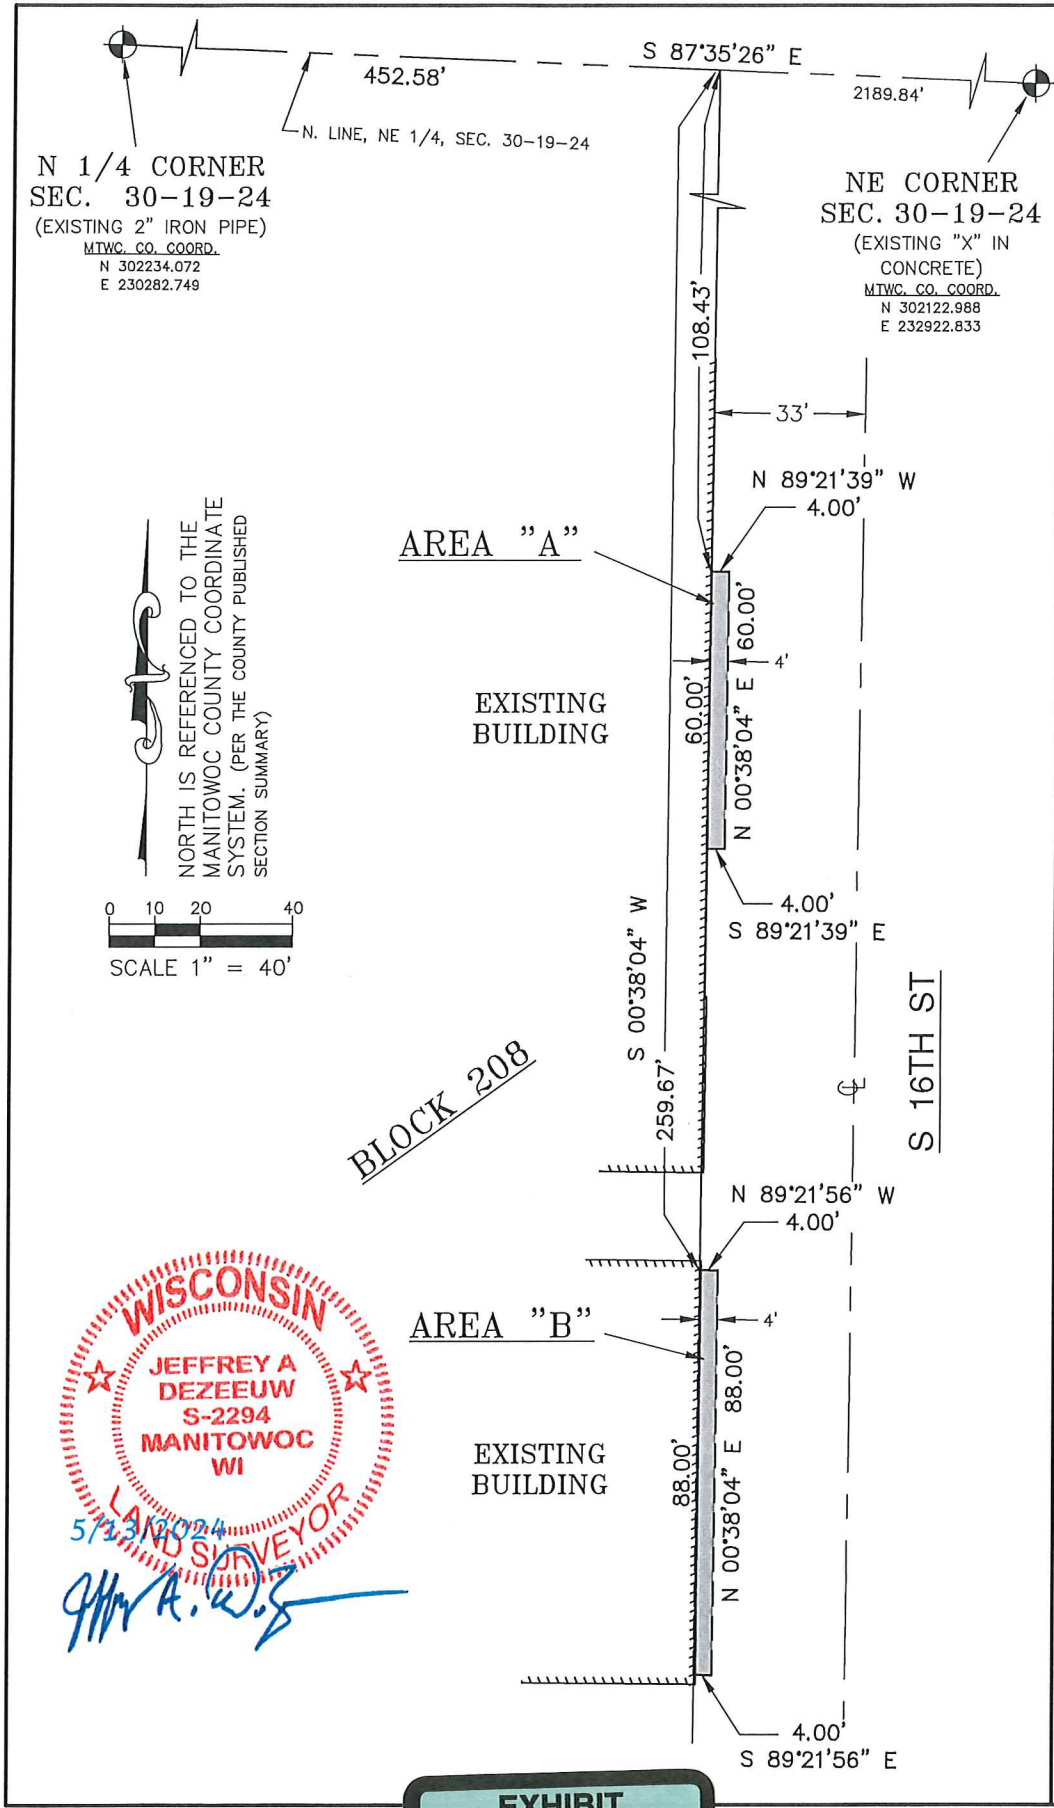 S 87°35'26" E
452.58'
2189.84'
N. LINE, NE 1/4, SEC. 30-19-24
N 1/4 CORNER
SEC. 30-19-24
(EXISTING 2" IRON PIPE)
MTWC. CO. COORD.
N 302234.072
E 230282.749
NE CORNER
SEC. 30-19-24
(EXISTING "X" IN
CONCRETE)
MTWC. CO. COORD.
N 302122.988
E 232922.833
108.43'
33'
N 89°21'39" W
4.00'
AREA "A"
NORTH IS REFERENCED TO THE
MANITOWOC COUNTY COORDINATE
SYSTEM. (PER THE COUNTY PUBLISHED
SECTION SUMMARY)
4'
60.00'
N 00°38'04" E 60.00'
EXISTING
BUILDING
4.00'
S 89°21'39" E
0 10 20 40
SCALE 1" = 40'
S 00°38'04" W
259.67'
S 16TH ST
BLOCK 208
N 89°21'56" W
4.00'
AREA "B"
4'
88.00'
N 00°38'04" E 88.00'
EXISTING
BUILDING
WISCONSIN
JEFFREY A
DEZEEUW
S-2294
MANITOWOC
WI
LAND SURVEYOR
5/13/2024
4.00'
S 89°21'56" E
EXHIBIT